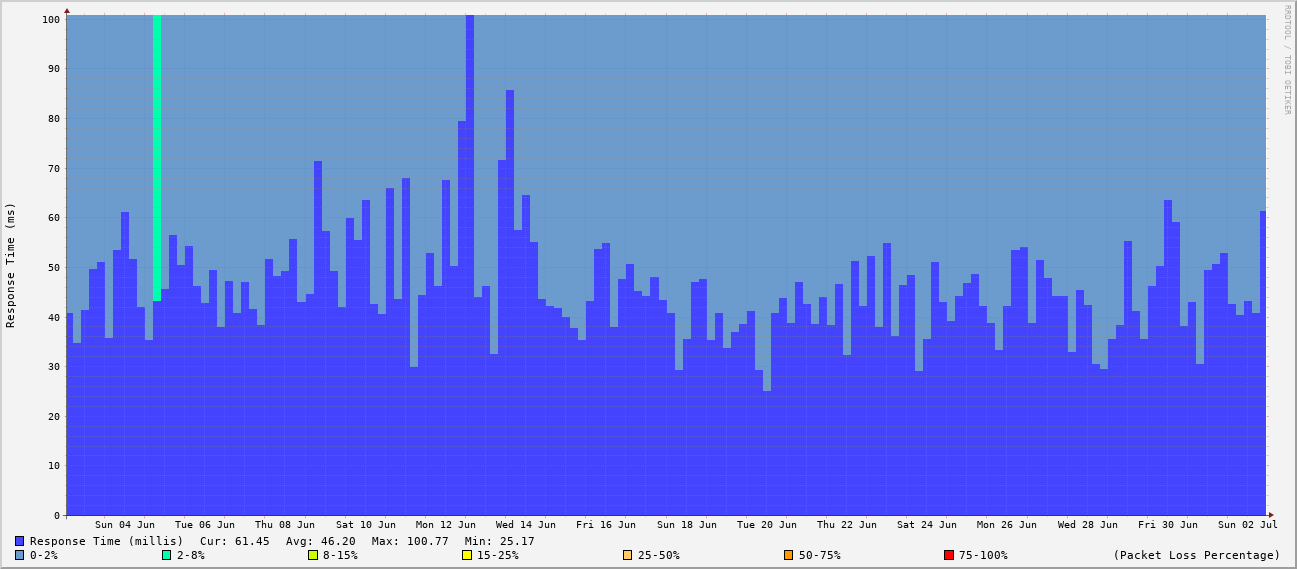 RRDTOOL / TOBI OETIKER
Response Time (ms)
100
90
80
70
60
50
40
30
20
10
0
Sun 04 Jun Tue 06 Jun Thu 08 Jun Sat 10 Jun Mon 12 Jun Wed 14 Jun Fri 16 Jun Sun 18 Jun Tue 20 Jun Thu 22 Jun Sat 24 Jun Mon 26 Jun Wed 28 Jun Fri 30 Jun Sun 02 Jul
Response Time (millis) Cur: 61.45 Avg: 46.20 Max: 100.77 Min: 25.17
0-2% 2-8% 8-15% 15-25% 25-50% 50-75% 75-100% (Packet Loss Percentage)